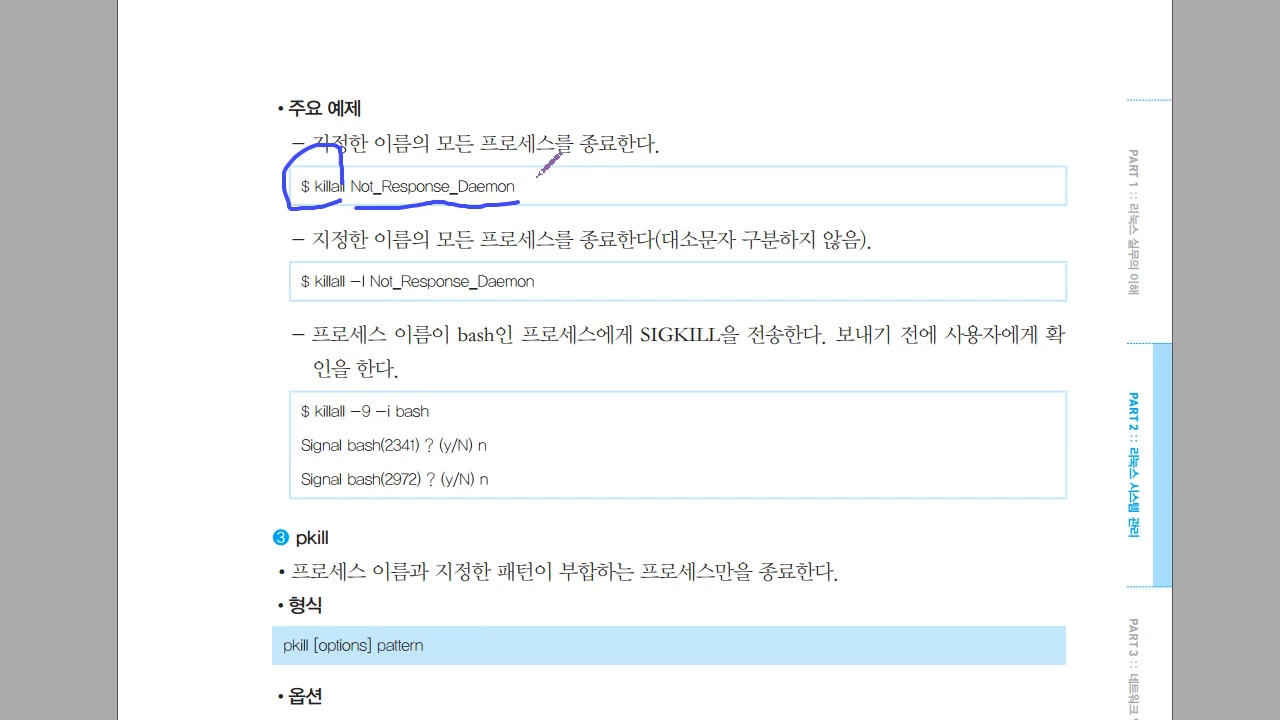 • 주요 예제
– 지정한 이름의 모든 프로세스를 종료한다.
$ killall Not_Response_Daemon
– 지정한 이름의 모든 프로세스를 종료한다(대소문자 구분하지 않음).
$ killall –I Not_Response_Daemon
– 프로세스 이름이 bash인 프로세스에게 SIGKILL을 전송한다. 보내기 전에 사용자에게 확
인을 한다.
$ killall –9 –i bash
Signal bash(2341) ? (y/N) n
Signal bash(2972) ? (y/N) n
3 pkill
• 프로세스 이름과 지정한 패턴이 부합하는 프로세스만을 종료한다.
• 형식
pkill [options] pattern
• 옵션
PART 1 :: 리눅스 실무의 이해
PART 2 :: 리눅스 시스템 관리
PART 3 :: 네트워크